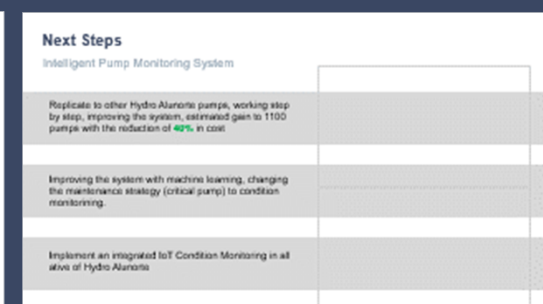 Next Steps
Intelligent Pump Monitoring System
Replicate to other Hydro Alunorte pumps, working step
by step, improving the system, estimated gain to 1100
pumps with the reduction of 40% in cost
Improving the system with machine learning, changing
the maintenance strategy (critical pump) to condition
monitorining.
Implement an integrated IoT Condition Monitoring in all
ative of Hydro Alunorte